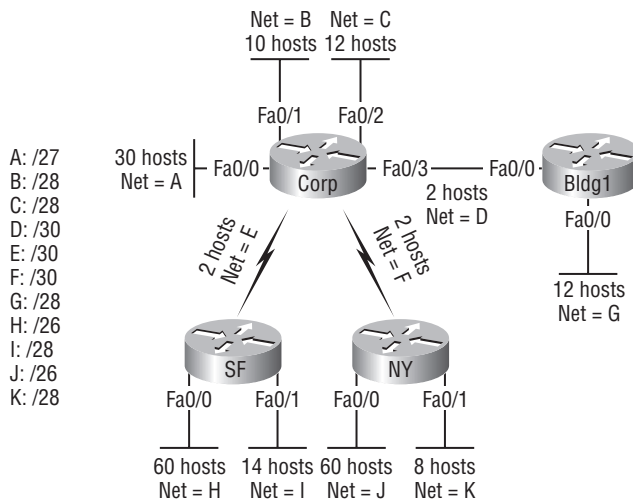 Net = B
10 hosts
Net = C
12 hosts
Fa0/1
Fa0/2
A: /27
B: /28
C: /28
D: /30
E: /30
F: /30
G: /28
H: /26
I: /28
J: /26
K: /28
30 hosts
Net = A
Fa0/0
Corp
Fa0/3
2 hosts
Net = D
Fa0/0
Bldg1
Fa0/0
12 hosts
Net = G
2 hosts
Net = E
2 hosts
Net = F
SF
Fa0/0
Fa0/1
60 hosts
Net = H
14 hosts
Net = I
NY
Fa0/0
Fa0/1
60 hosts
Net = J
8 hosts
Net = K